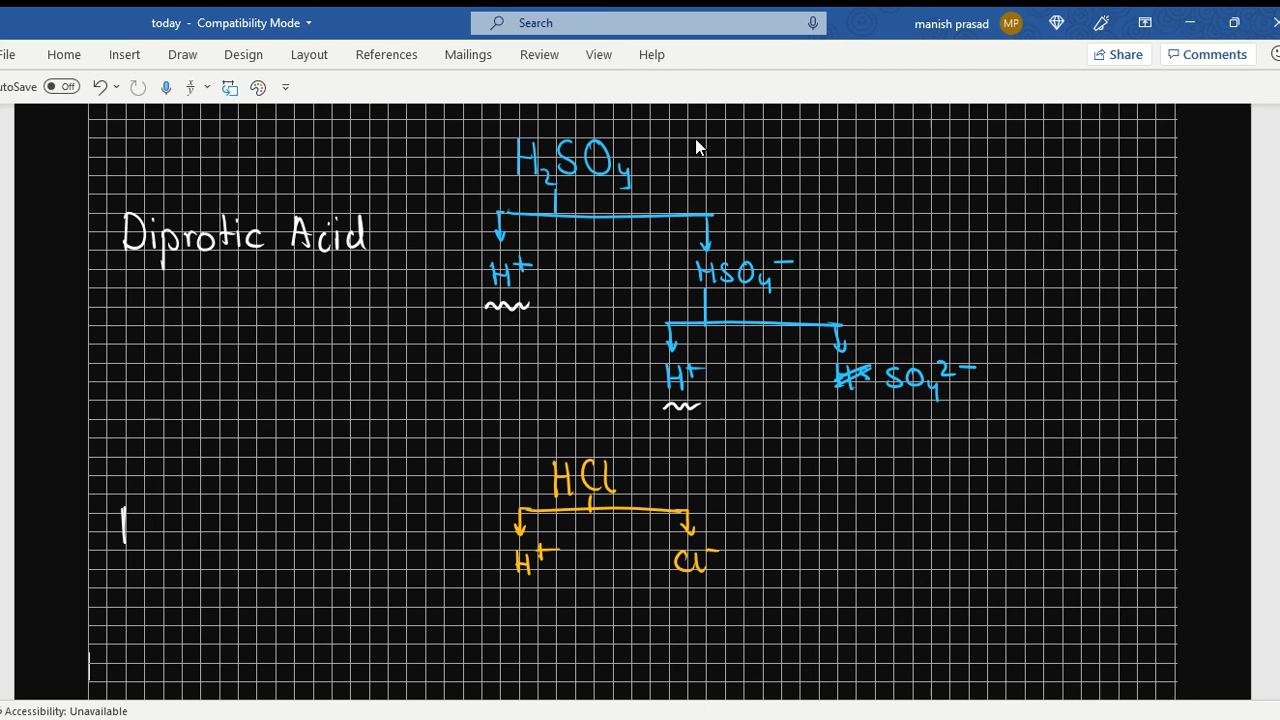 today - Compatibility Mode
Search
manish prasad MP
File Home Insert Draw Design Layout References Mailings Review View Help Share Comments
utoSave Off x/y
H₂SO₄
Diprotic Acid
H⁺ HSO₄⁻
H⁺ SO₄²⁻
HCl
H⁺ Cl⁻
Accessibility: Unavailable